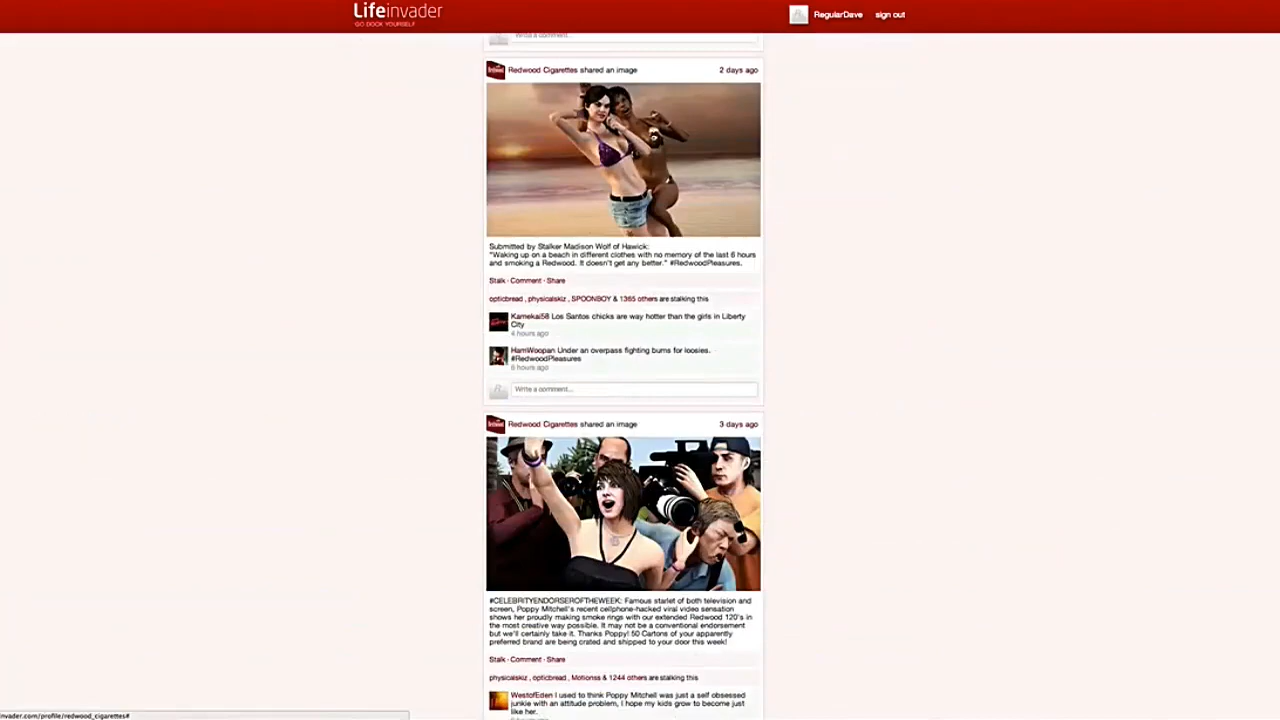 Lifeinvader
GO DOCK YOURSELF
RegularDave
sign out
Write a comment...
Redwood Cigarettes shared an image
2 days ago
Submitted by Stalker Madison Wolf of Hawick:
"Waking up on a beach in different clothes with no memory of the last 6 hours
and smoking a Redwood. It doesn't get any better." #RedwoodPleasures.
Stalk · Comment · Share
opticbread , physicalskiz , SPOONBOY & 1365 others are stalking this
Kamekai58 Los Santos chicks are way hotter than the girls in Liberty
City
4 hours ago
HamWoopan Under an overpass fighting bums for loosies.
#RedwoodPleasures
6 hours ago
Write a comment...
Redwood Cigarettes shared an image
3 days ago
#CELEBRITYENDORSEROFTHEWEEK: Famous starlet of both television and
screen, Poppy Mitchell's recent cellphone-hacked viral video sensation
shows her proudly making smoke rings with our extended Redwood 120's in
the most creative way possible. It may not be a conventional endorsement
but we'll certainly take it. Thanks Poppy! 50 Cartons of your apparently
preferred brand are being crated and shipped to your door this week!
Stalk · Comment · Share
physicalskiz , opticbread , Motionss & 1244 others are stalking this
WestofEden I used to think Poppy Mitchell was just a self obsessed
junkie with an attitude problem, I hope my kids grow to become just
like her.
invader.com/profile/redwood_cigarettes#